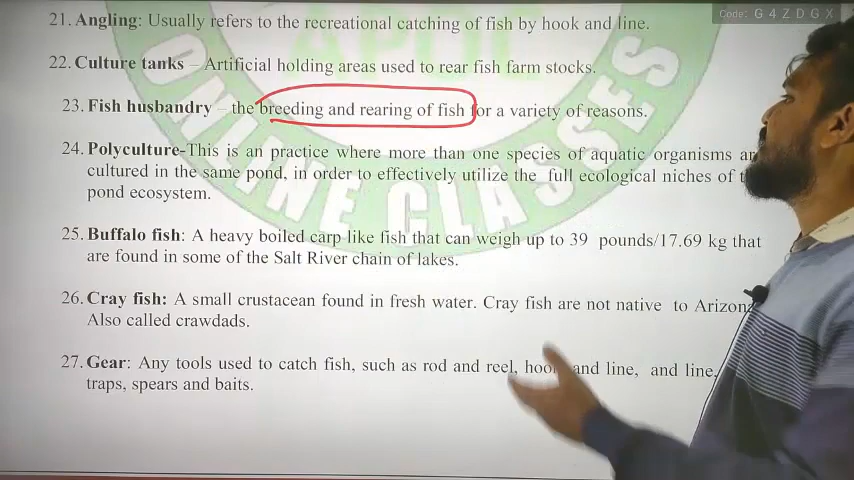 Code: G 4 Z D G X
21. Angling: Usually refers to the recreational catching of fish by hook and line.
22. Culture tanks – Artificial holding areas used to rear fish farm stocks.
23. Fish husbandry – the breeding and rearing of fish for a variety of reasons.
24. Polyculture-This is an practice where more than one species of aquatic organisms
cultured in the same pond, in order to effectively utilize the full ecological niches of
pond ecosystem.
25. Buffalo fish: A heavy boiled carp like fish that can weigh up to 39 pounds/17.69 kg that
are found in some of the Salt River chain of lakes.
26. Cray fish: A small crustacean found in fresh water. Cray fish are not native to Arizona
Also called crawdads.
27. Gear: Any tools used to catch fish, such as rod and reel, hook and line, and line,
traps, spears and baits.
APDC
ONLINE CLASSES